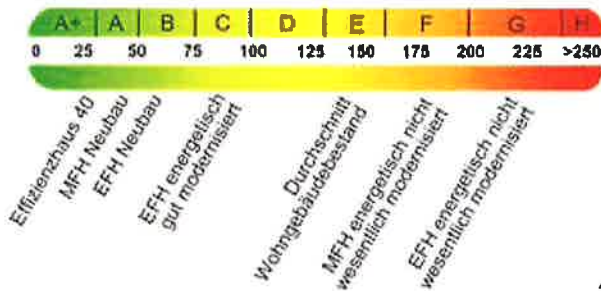 A+ A B C D E F G H
0 25 50 75 100 125 150 175 200 225 >250
Effizienzhaus 40
MFH Neubau
EFH Neubau
EFH energetisch
gut modernisiert
Durchschnitt
Wohngebäudebestand
MFH energetisch nicht
wesentlich modernisiert
EFH energetisch nicht
wesentlich modernisiert